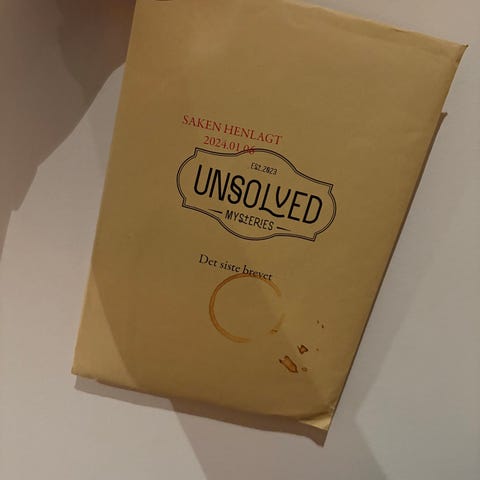 SAKEN HENLAGT
2024.01.06
EST.2023
UNSOLVED
MYSTERIES
Det siste brevet